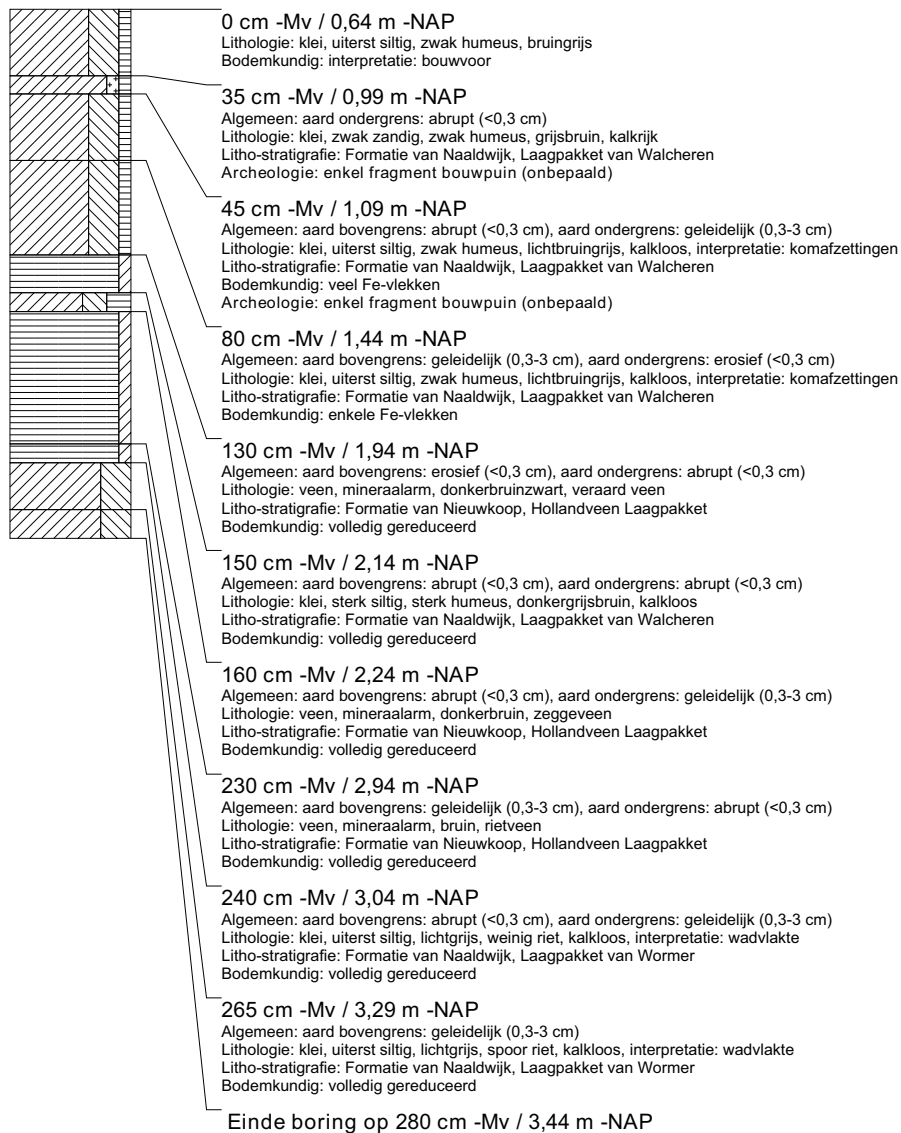 0 cm -Mv / 0,64 m -NAP
Lithologie: klei, uiterst siltig, zwak humeus, bruingrijs
Bodemkundig: interpretatie: bouwvoor
35 cm -Mv / 0,99 m -NAP
Algemeen: aard ondergrens: abrupt (<0,3 cm)
Lithologie: klei, zwak zandig, zwak humeus, grijsbruin, kalkrijk
Litho-stratigrafie: Formatie van Naaldwijk, Laagpakket van Walcheren
Archeologie: enkel fragment bouwpuin (onbepaald)
45 cm -Mv / 1,09 m -NAP
Algemeen: aard bovengrens: abrupt (<0,3 cm), aard ondergrens: geleidelijk (0,3-3 cm)
Lithologie: klei, uiterst siltig, zwak humeus, lichtbruingrijs, kalkloos, interpretatie: komafzettingen
Litho-stratigrafie: Formatie van Naaldwijk, Laagpakket van Walcheren
Bodemkundig: veel Fe-vlekken
Archeologie: enkel fragment bouwpuin (onbepaald)
80 cm -Mv / 1,44 m -NAP
Algemeen: aard bovengrens: geleidelijk (0,3-3 cm), aard ondergrens: erosief (<0,3 cm)
Lithologie: klei, uiterst siltig, zwak humeus, lichtbruingrijs, kalkloos, interpretatie: komafzettingen
Litho-stratigrafie: Formatie van Naaldwijk, Laagpakket van Walcheren
Bodemkundig: enkele Fe-vlekken
130 cm -Mv / 1,94 m -NAP
Algemeen: aard bovengrens: erosief (<0,3 cm), aard ondergrens: abrupt (<0,3 cm)
Lithologie: veen, mineraalarm, donkerbruinzwart, veraard veen
Litho-stratigrafie: Formatie van Nieuwkoop, Hollandveen Laagpakket
Bodemkundig: volledig gereduceerd
150 cm -Mv / 2,14 m -NAP
Algemeen: aard bovengrens: abrupt (<0,3 cm), aard ondergrens: abrupt (<0,3 cm)
Lithologie: klei, sterk siltig, sterk humeus, donkergrijsbruin, kalkloos
Litho-stratigrafie: Formatie van Naaldwijk, Laagpakket van Walcheren
Bodemkundig: volledig gereduceerd
160 cm -Mv / 2,24 m -NAP
Algemeen: aard bovengrens: abrupt (<0,3 cm), aard ondergrens: geleidelijk (0,3-3 cm)
Lithologie: veen, mineraalarm, donkerbruin, zeggeveen
Litho-stratigrafie: Formatie van Nieuwkoop, Hollandveen Laagpakket
Bodemkundig: volledig gereduceerd
230 cm -Mv / 2,94 m -NAP
Algemeen: aard bovengrens: geleidelijk (0,3-3 cm), aard ondergrens: abrupt (<0,3 cm)
Lithologie: veen, mineraalarm, bruin, rietveen
Litho-stratigrafie: Formatie van Nieuwkoop, Hollandveen Laagpakket
Bodemkundig: volledig gereduceerd
240 cm -Mv / 3,04 m -NAP
Algemeen: aard bovengrens: abrupt (<0,3 cm), aard ondergrens: geleidelijk (0,3-3 cm)
Lithologie: klei, uiterst siltig, lichtgrijs, weinig riet, kalkloos, interpretatie: wadvlakte
Litho-stratigrafie: Formatie van Naaldwijk, Laagpakket van Wormer
Bodemkundig: volledig gereduceerd
265 cm -Mv / 3,29 m -NAP
Algemeen: aard bovengrens: geleidelijk (0,3-3 cm)
Lithologie: klei, uiterst siltig, lichtgrijs, spoor riet, kalkloos, interpretatie: wadvlakte
Litho-stratigrafie: Formatie van Naaldwijk, Laagpakket van Wormer
Bodemkundig: volledig gereduceerd
Einde boring op 280 cm -Mv / 3,44 m -NAP